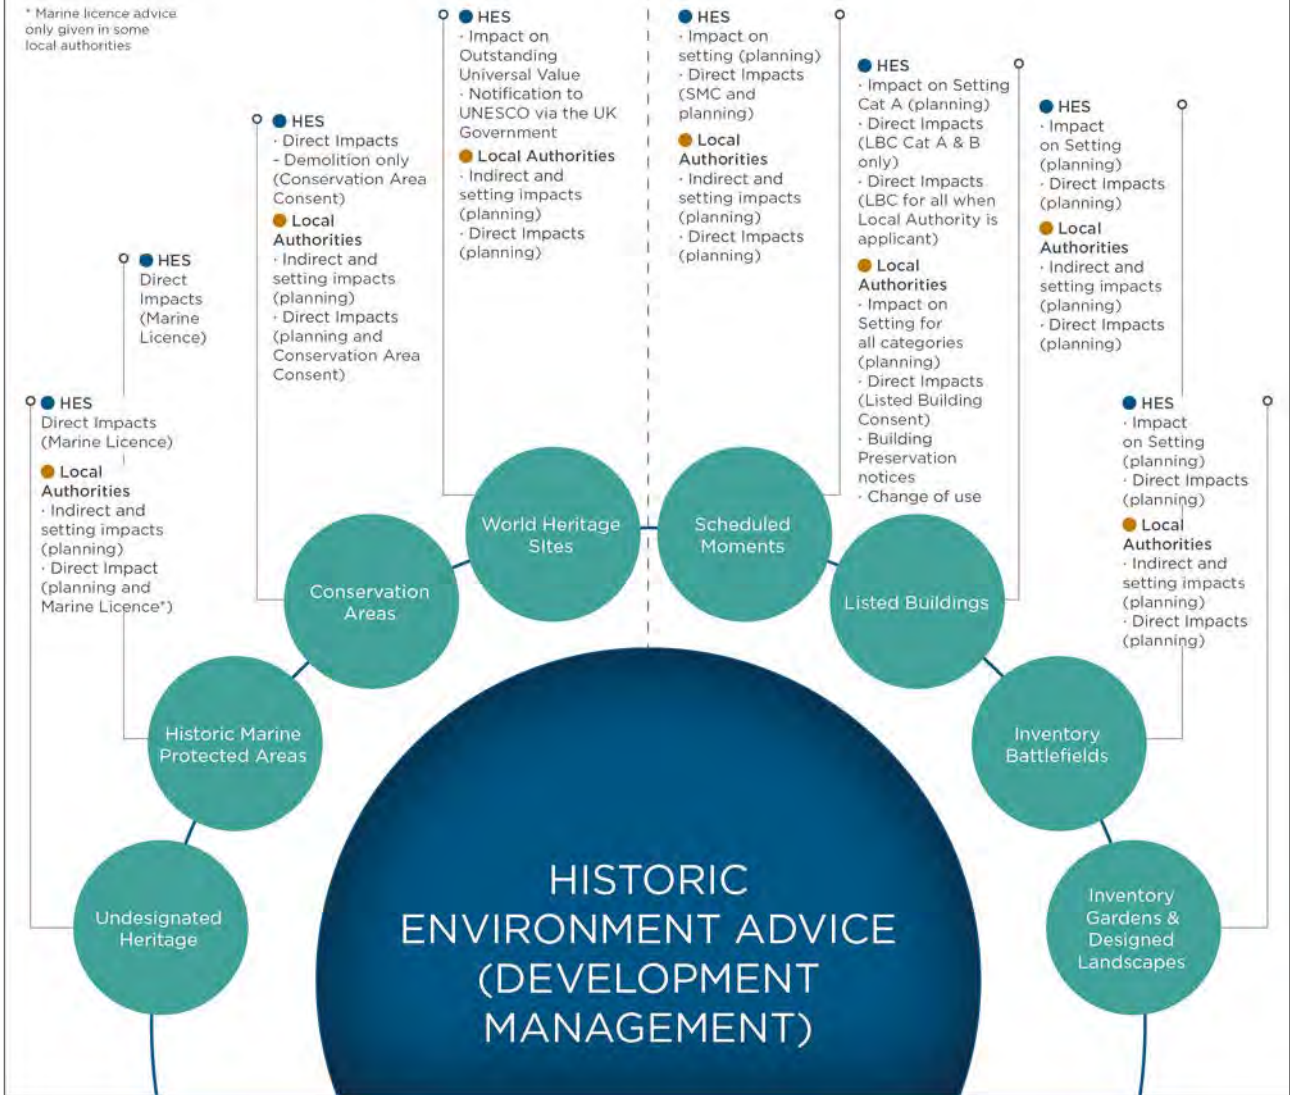 * Marine licence advice
only given in some
local authorities
HES
Direct Impacts
(Marine Licence)
Local
Authorities
· Indirect and
setting impacts
(planning)
· Direct Impact
(planning and
Marine Licence*)
HES
Direct
Impacts
(Marine
Licence)
HES
· Direct Impacts
- Demolition only
(Conservation Area
Consent)
Local
Authorities
· Indirect and
setting impacts
(planning)
· Direct Impacts
(planning and
Conservation Area
Consent)
HES
· Impact on
Outstanding
Universal Value
· Notification to
UNESCO via the UK
Government
Local Authorities
· Indirect and
setting impacts
(planning)
· Direct Impacts
(planning)
HES
· Impact on
setting (planning)
· Direct Impacts
(SMC and
planning)
Local
Authorities
· Indirect and
setting impacts
(planning)
· Direct Impacts
(planning)
HES
· Impact on Setting
Cat A (planning)
· Direct Impacts
(LBC Cat A & B
only)
· Direct Impacts
(LBC for all when
Local Authority is
applicant)
Local
Authorities
· Impact on
Setting for
all categories
(planning)
· Direct Impacts
(Listed Building
Consent)
· Building
Preservation
notices
· Change of use
HES
· Impact
on Setting
(planning)
· Direct Impacts
(planning)
Local
Authorities
· Indirect and
setting impacts
(planning)
· Direct Impacts
(planning)
HES
· Impact
on Setting
(planning)
· Direct Impacts
(planning)
Local
Authorities
· Indirect and
setting impacts
(planning)
· Direct Impacts
(planning)
Undesignated
Heritage
Historic Marine
Protected Areas
Conservation
Areas
World Heritage
SItes
Scheduled
Moments
Listed Buildings
Inventory
Battlefields
Inventory
Gardens &
Designed
Landscapes
HISTORIC
ENVIRONMENT ADVICE
(DEVELOPMENT
MANAGEMENT)